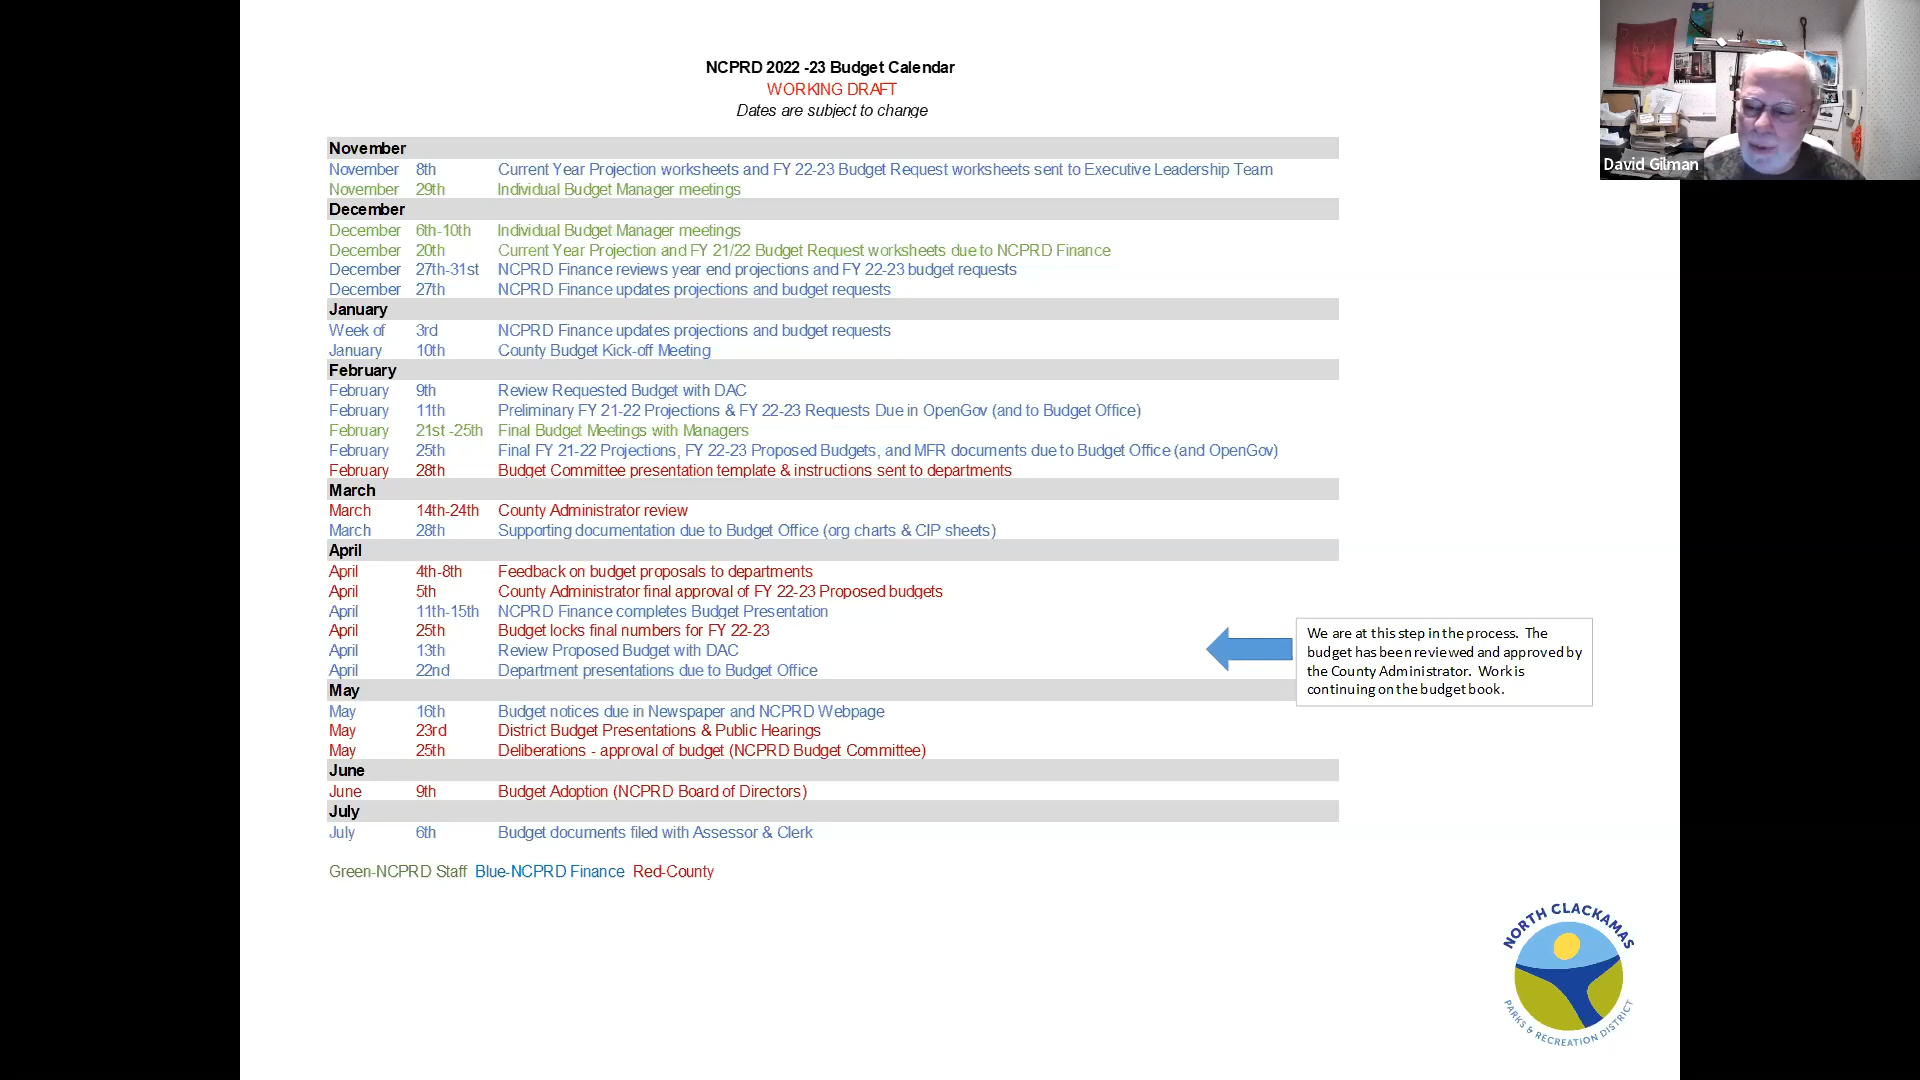 NCPRD 2022 -23 Budget Calendar
WORKING DRAFT
Dates are subject to change
November
November 8th Current Year Projection worksheets and FY 22-23 Budget Request worksheets sent to Executive Leadership Team
November 29th Individual Budget Manager meetings
December
December 6th-10th Individual Budget Manager meetings
December 20th Current Year Projection and FY 21/22 Budget Request worksheets due to NCPRD Finance
December 27th-31st NCPRD Finance reviews year end projections and FY 22-23 budget requests
December 27th NCPRD Finance updates projections and budget requests
January
Week of 3rd NCPRD Finance updates projections and budget requests
January 10th County Budget Kick-off Meeting
February
February 9th Review Requested Budget with DAC
February 11th Preliminary FY 21-22 Projections & FY 22-23 Requests Due in OpenGov (and to Budget Office)
February 21st -25th Final Budget Meetings with Managers
February 25th Final FY 21-22 Projections, FY 22-23 Proposed Budgets, and MFR documents due to Budget Office (and OpenGov)
February 28th Budget Committee presentation template & instructions sent to departments
March
March 14th-24th County Administrator review
March 28th Supporting documentation due to Budget Office (org charts & CIP sheets)
April
April 4th-8th Feedback on budget proposals to departments
April 5th County Administrator final approval of FY 22-23 Proposed budgets
April 11th-15th NCPRD Finance completes Budget Presentation
April 25th Budget locks final numbers for FY 22-23
April 13th Review Proposed Budget with DAC
April 22nd Department presentations due to Budget Office
May
May 16th Budget notices due in Newspaper and NCPRD Webpage
May 23rd District Budget Presentations & Public Hearings
May 25th Deliberations - approval of budget (NCPRD Budget Committee)
June
June 9th Budget Adoption (NCPRD Board of Directors)
July
July 6th Budget documents filed with Assessor & Clerk
Green-NCPRD Staff Blue-NCPRD Finance Red-County
We are at this step in the process. The
budget has been reviewed and approved by
the County Administrator. Work is
continuing on the budget book.
David Gilman
NORTH CLACKAMAS
PARKS & RECREATION DISTRICT